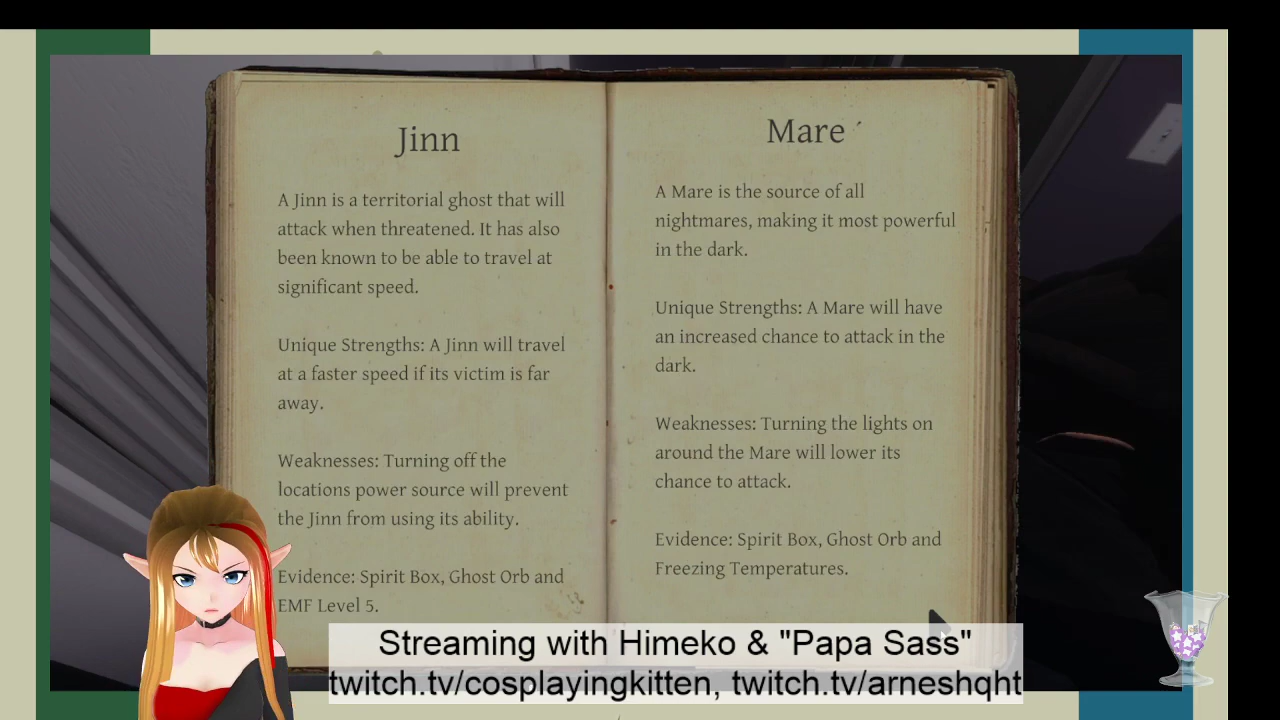 Jinn
A Jinn is a territorial ghost that will
attack when threatened. It has also
been known to be able to travel at
significant speed.
Unique Strengths: A Jinn will travel
at a faster speed if its victim is far
away.
Weaknesses: Turning off the
locations power source will prevent
the Jinn from using its ability.
Evidence: Spirit Box, Ghost Orb and
EMF Level 5.
Mare
A Mare is the source of all
nightmares, making it most powerful
in the dark.
Unique Strengths: A Mare will have
an increased chance to attack in the
dark.
Weaknesses: Turning the lights on
around the Mare will lower its
chance to attack.
Evidence: Spirit Box, Ghost Orb and
Freezing Temperatures.
Streaming with Himeko & "Papa Sass"
twitch.tv/cosplayingkitten, twitch.tv/arneshqht